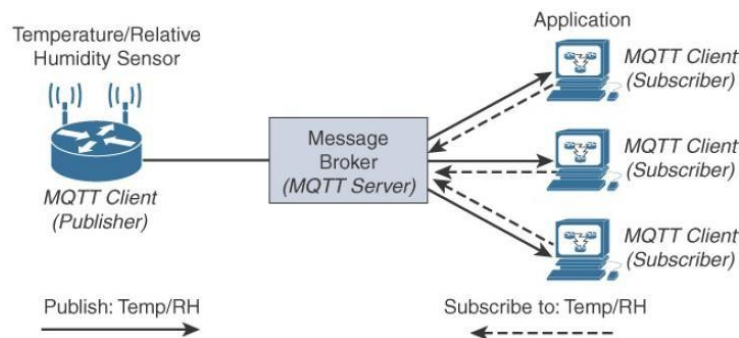 Temperature/Relative
Humidity Sensor
MQTT Client
(Publisher)
Message
Broker
(MQTT Server)
Application
MQTT Client
(Subscriber)
MQTT Client
(Subscriber)
MQTT Client
(Subscriber)
Publish: Temp/RH
Subscribe to: Temp/RH